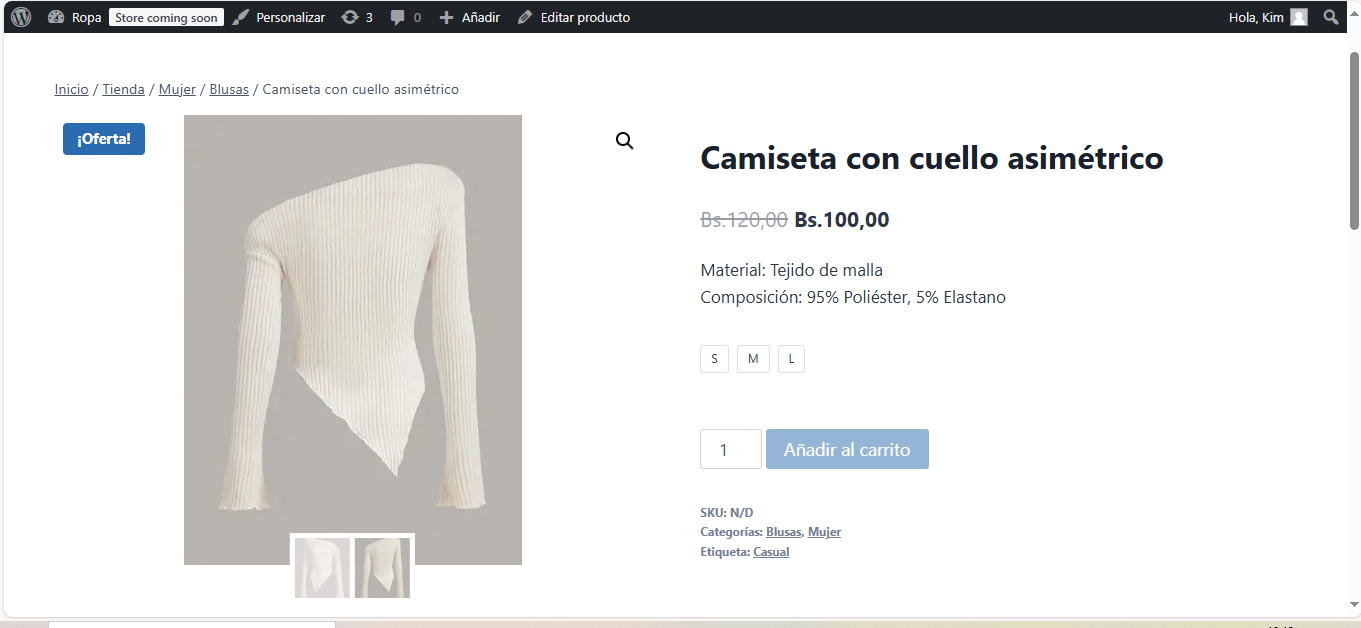 Ropa Store coming soon Personalizar 3 0 Añadir Editar producto Hola, Kim
Inicio / Tienda / Mujer / Blusas / Camiseta con cuello asimétrico
¡Oferta!
Camiseta con cuello asimétrico
Bs.120,00 Bs.100,00
Material: Tejido de malla
Composición: 95% Poliéster, 5% Elastano
S M L
1 Añadir al carrito
SKU: N/D
Categorías: Blusas, Mujer
Etiqueta: Casual